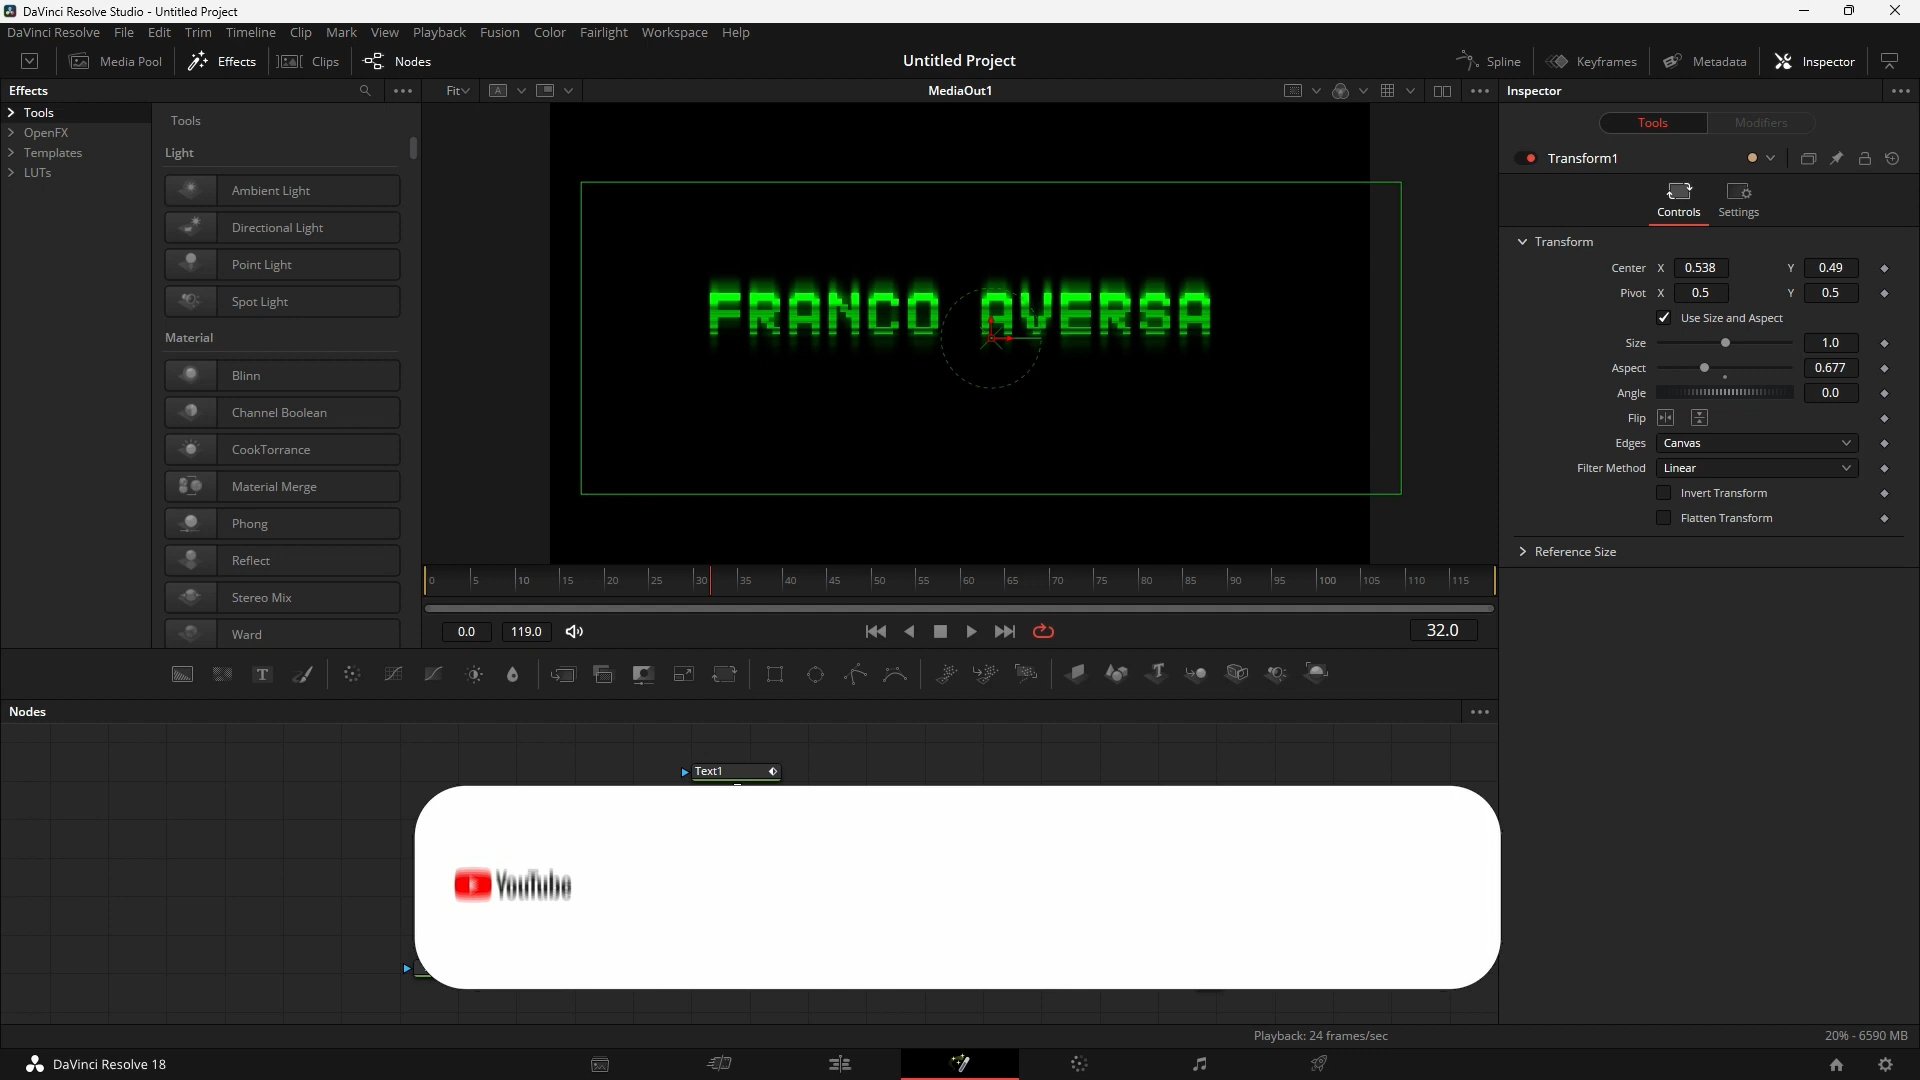 DaVinci Resolve Studio - Untitled Project
DaVinci Resolve File Edit Trim Timeline Clip Mark View Playback Fusion Color Fairlight Workspace Help
Media Pool Effects Clips Nodes Untitled Project Spline Keyframes Metadata Inspector
Effects Fit A MediaOut1 Inspector
Tools
OpenFX
Templates
LUTs
Tools
Light
Ambient Light
Directional Light
Point Light
Spot Light
Material
Blinn
Channel Boolean
CookTorrance
Material Merge
Phong
Reflect
Stereo Mix
Ward
FRANCO AVERSA
0 5 10 15 20 25 30 35 40 45 50 55 60 65 70 75 80 85 90 95 100 105 110 115
0.0 119.0 32.0
Tools Modifiers
Transform1
Controls Settings
Transform
Center X 0.538 Y 0.49
Pivot X 0.5 Y 0.5
Use Size and Aspect
Size 1.0
Aspect 0.677
Angle 0.0
Flip
Edges Canvas
Filter Method Linear
Invert Transform
Flatten Transform
Reference Size
Nodes
Text1
YouTube
Playback: 24 frames/sec 20% - 6590 MB
DaVinci Resolve 18